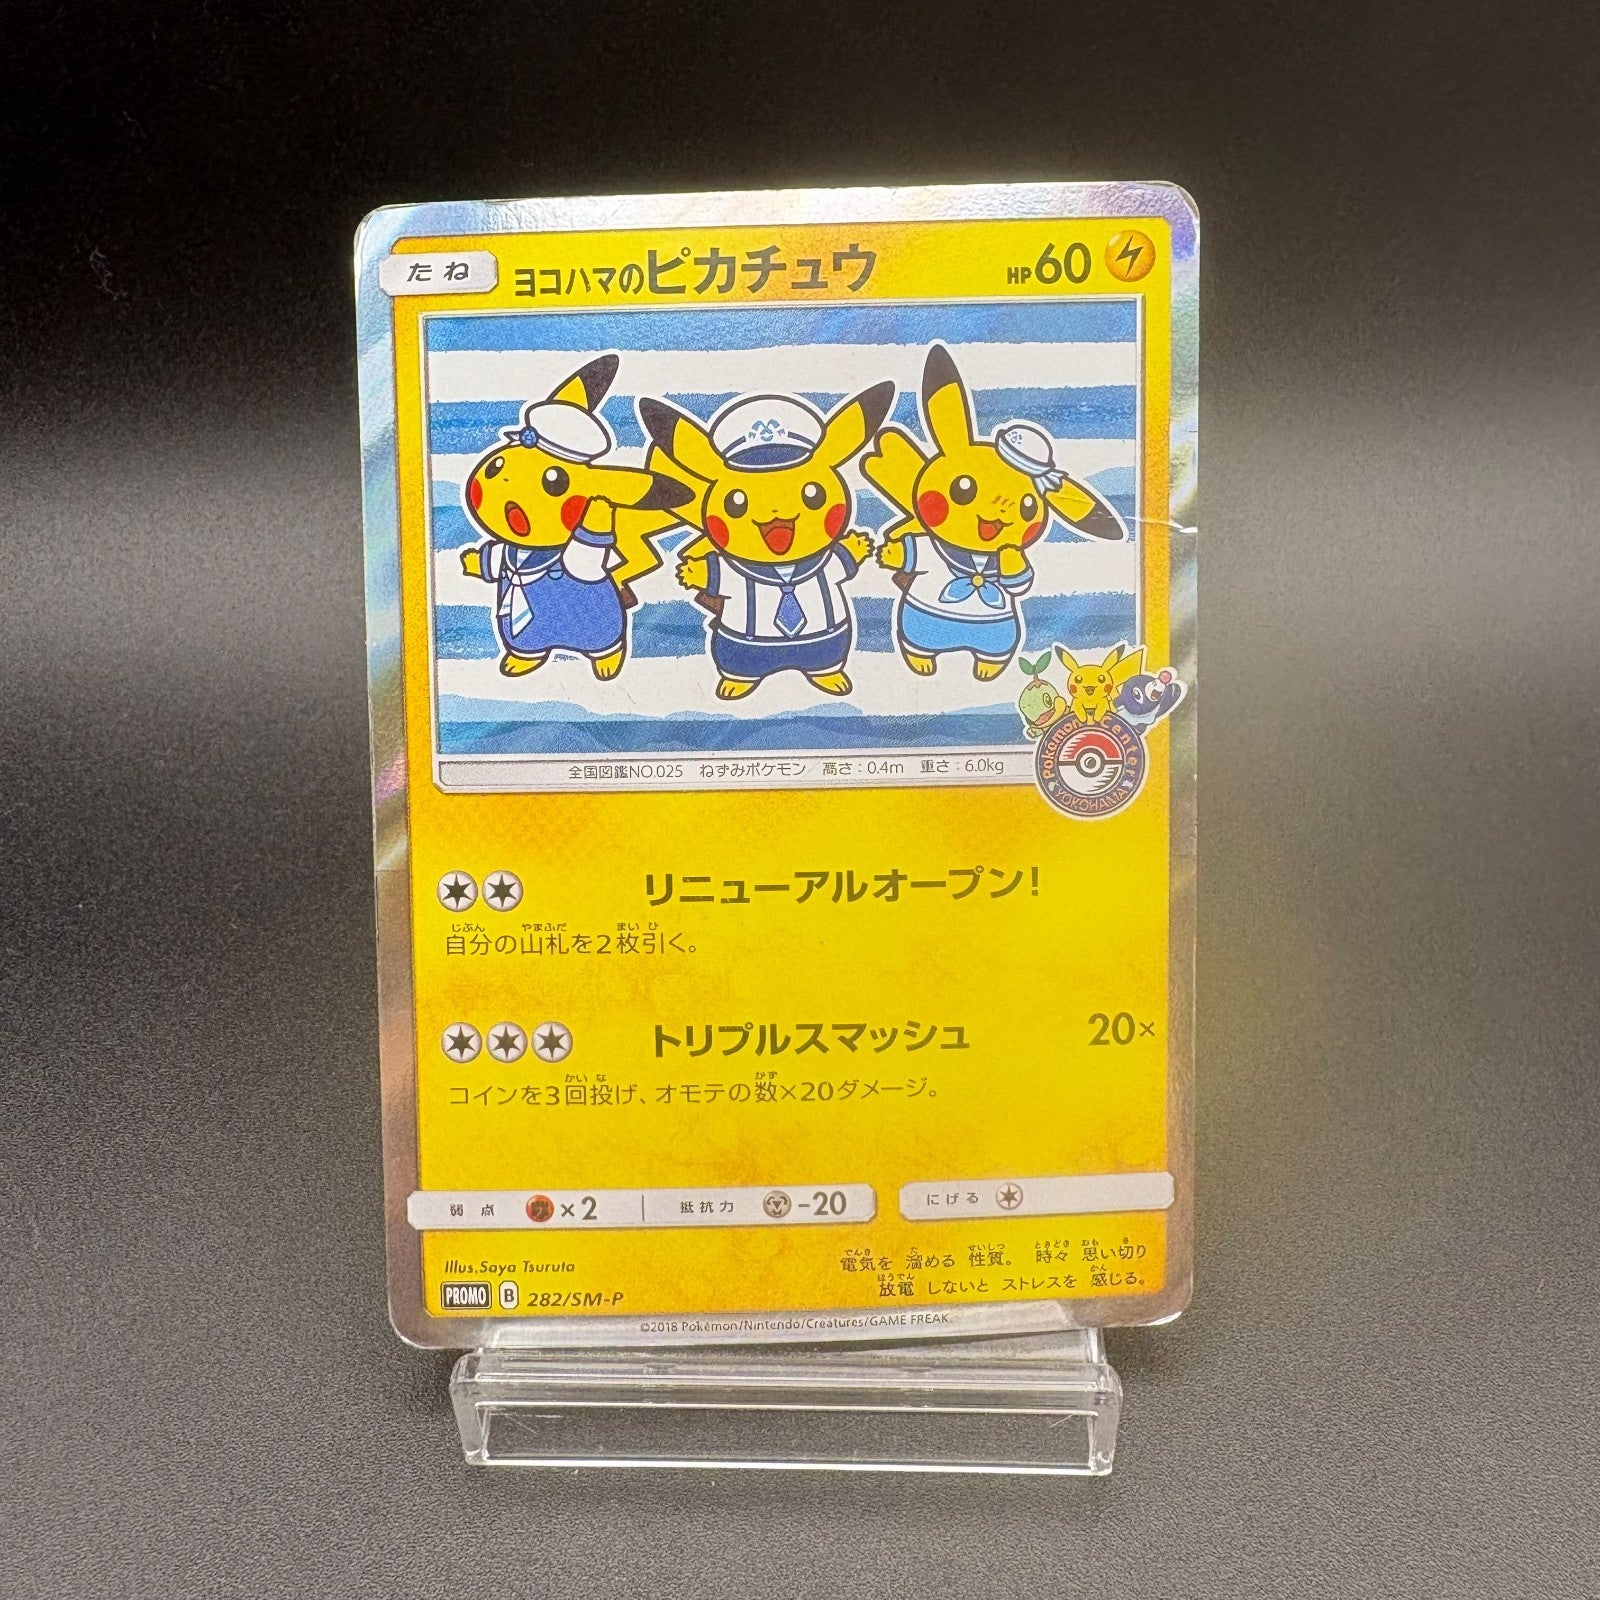 たね ヨコハマのピカチュウ HP60
Pokémon Center
YOKOHAMA
全国図鑑NO.025 ねずみポケモン 高さ:0.4m 重さ:6.0kg
リニューアルオープン!
自分の山札を2枚引く。
トリプルスマッシュ 20×
コインを3回投げ、オモテの数×20ダメージ。
弱点 ×2 抵抗力 -20 にげる
Illus.Saya Tsuruta
電気を 溜める 性質。 時々 思い切り
放電 しないと ストレスを 感じる。
PROMO B 282/SM-P
©2018 Pokémon/Nintendo/Creatures/GAME FREAK.